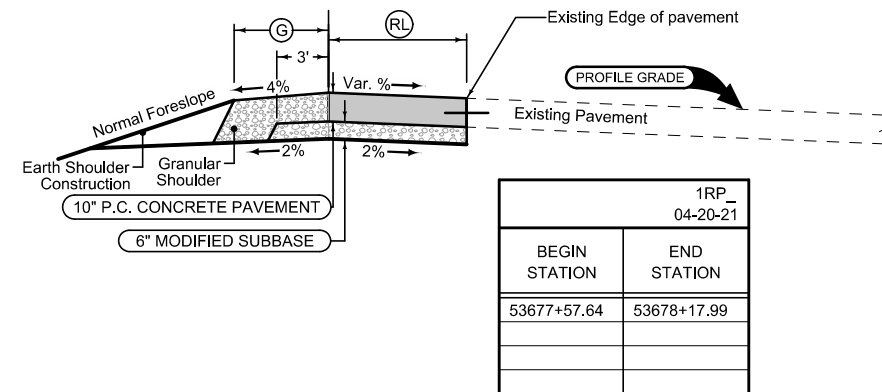 G
RL
Existing Edge of pavement
3'
4%
Var. %
PROFILE GRADE
Normal Foreslope
Existing Pavement
Earth Shoulder
Construction
Granular
Shoulder
2%
2%
10" P.C. CONCRETE PAVEMENT
6" MODIFIED SUBBASE
1RP_
04-20-21
BEGIN
STATION
END
STATION
53677+57.64
53678+17.99